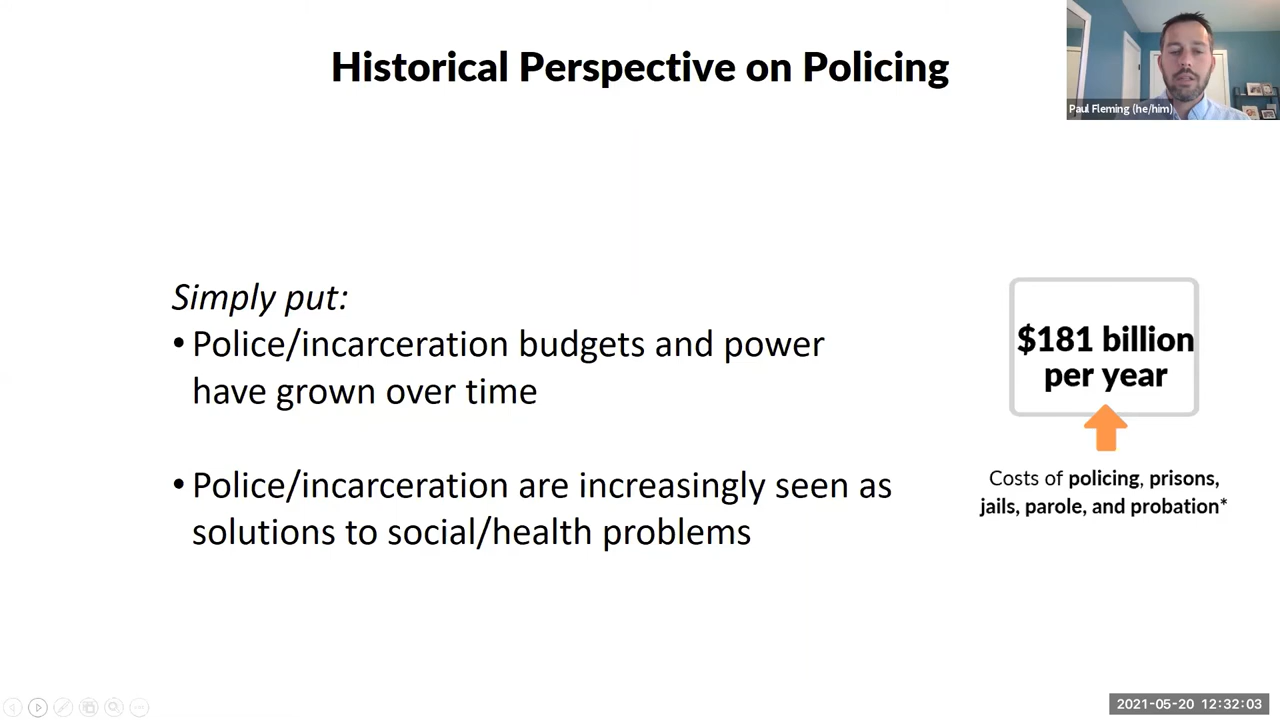 Historical Perspective on Policing
Paul Fleming (he/him)
Simply put:
• Police/incarceration budgets and power
have grown over time
• Police/incarceration are increasingly seen as
solutions to social/health problems
$181 billion
per year
Costs of policing, prisons,
jails, parole, and probation*
2021-05-20 12:32:03